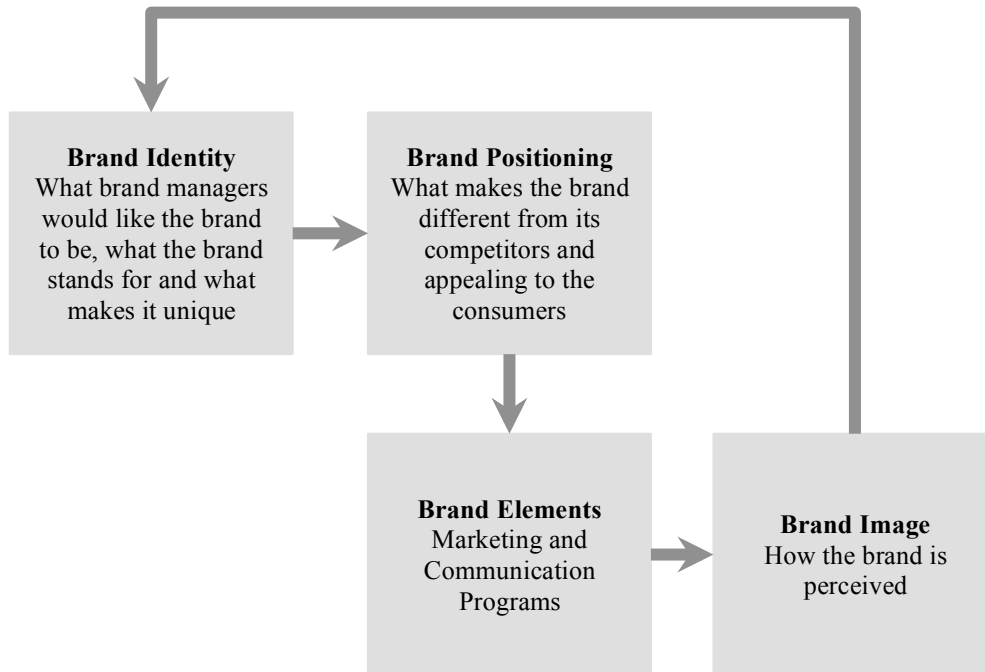 Brand Identity
What brand managers
would like the brand
to be, what the brand
stands for and what
makes it unique
Brand Positioning
What makes the brand
different from its
competitors and
appealing to the
consumers
Brand Elements
Marketing and
Communication
Programs
Brand Image
How the brand is
perceived